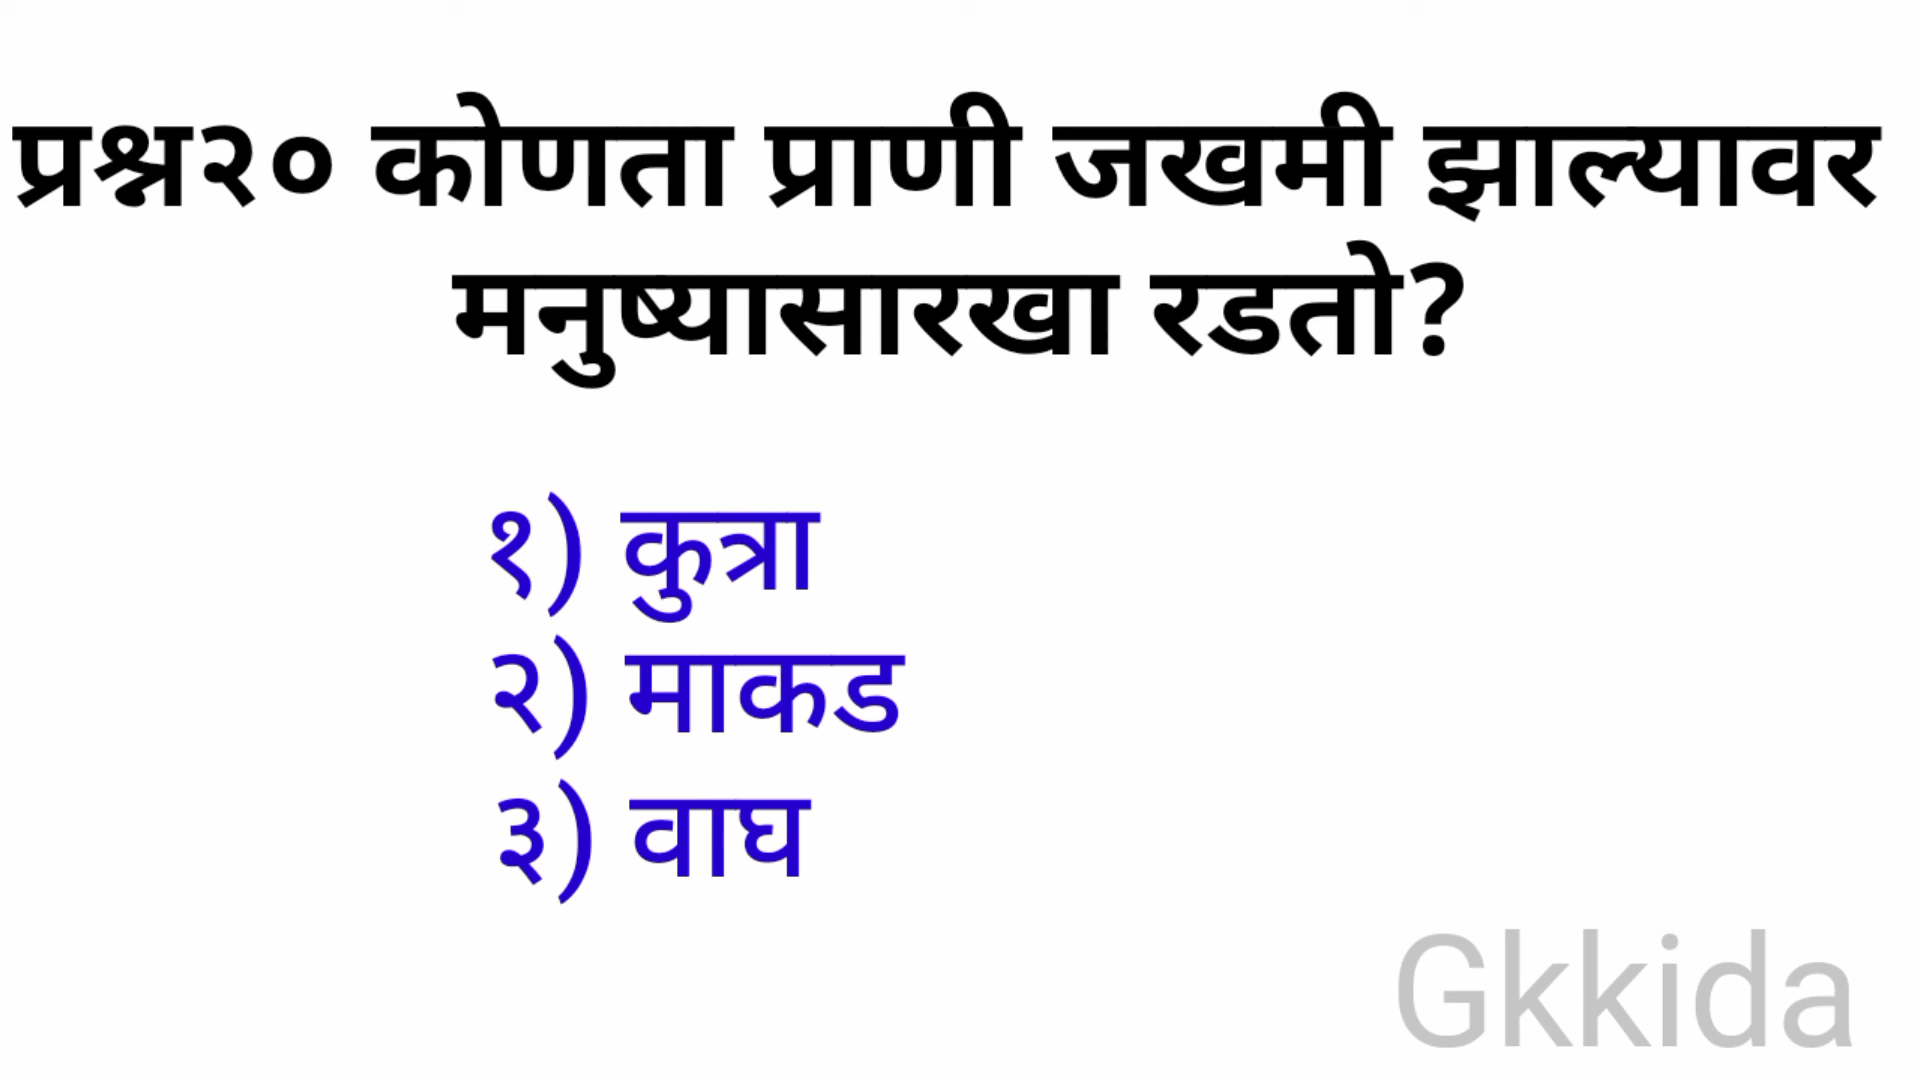 प्रश्न२० कोणता प्राणी जखमी झाल्यावर
मनुष्यासारखा रडतो?
१) कुत्रा
२) माकड
३) वाघ
Gkkida